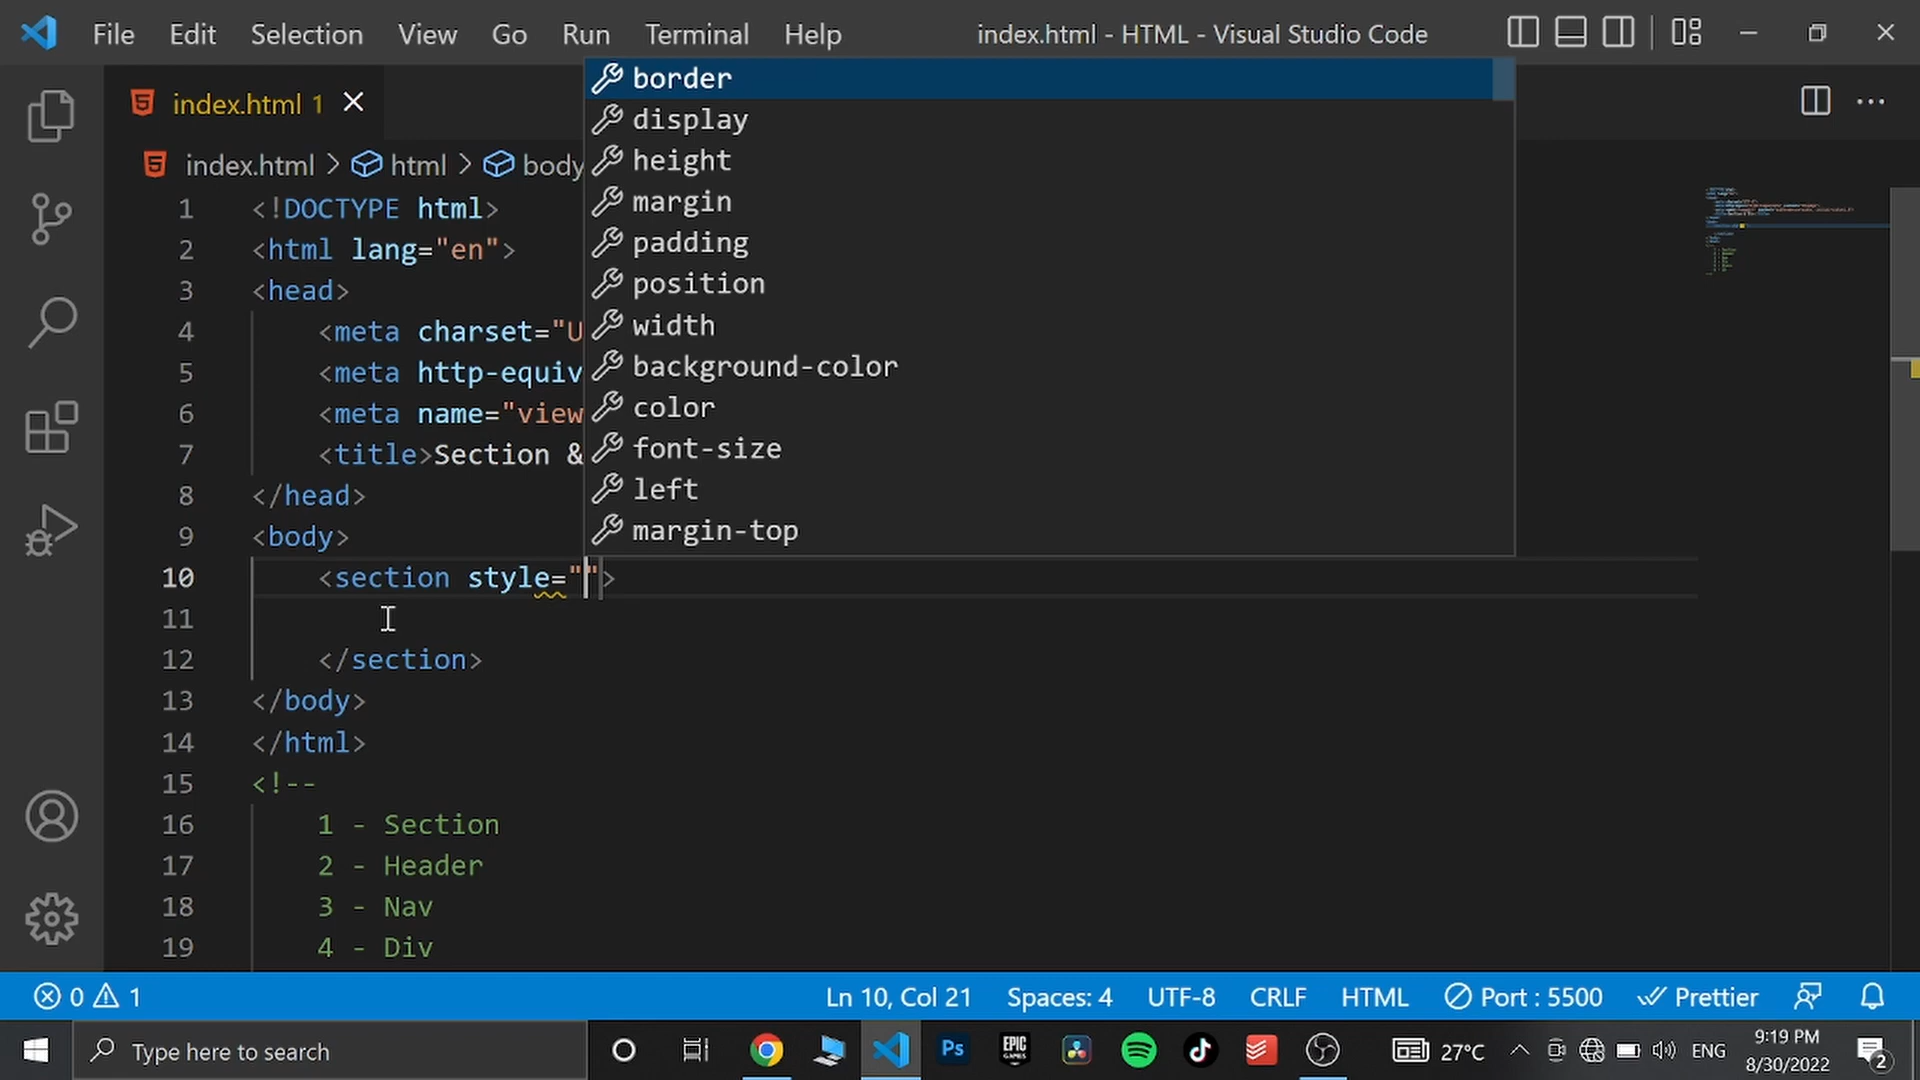 File Edit Selection View Go Run Terminal Help index.html - HTML - Visual Studio Code
index.html 1
index.html > html > body
border
display
height
margin
padding
position
width
background-color
color
font-size
left
margin-top
1 <!DOCTYPE html>
2 <html lang="en">
3 <head>
4 <meta charset="U
5 <meta http-equiv
6 <meta name="view
7 <title>Section &
8 </head>
9 <body>
10 <section style="">
11
12 </section>
13 </body>
14 </html>
15 <!--
16 1 - Section
17 2 - Header
18 3 - Nav
19 4 - Div
0 1 Ln 10, Col 21 Spaces: 4 UTF-8 CRLF HTML Port : 5500 Prettier
Type here to search Ps EPIC GAMES 27°C ENG 9:19 PM
8/30/2022 2